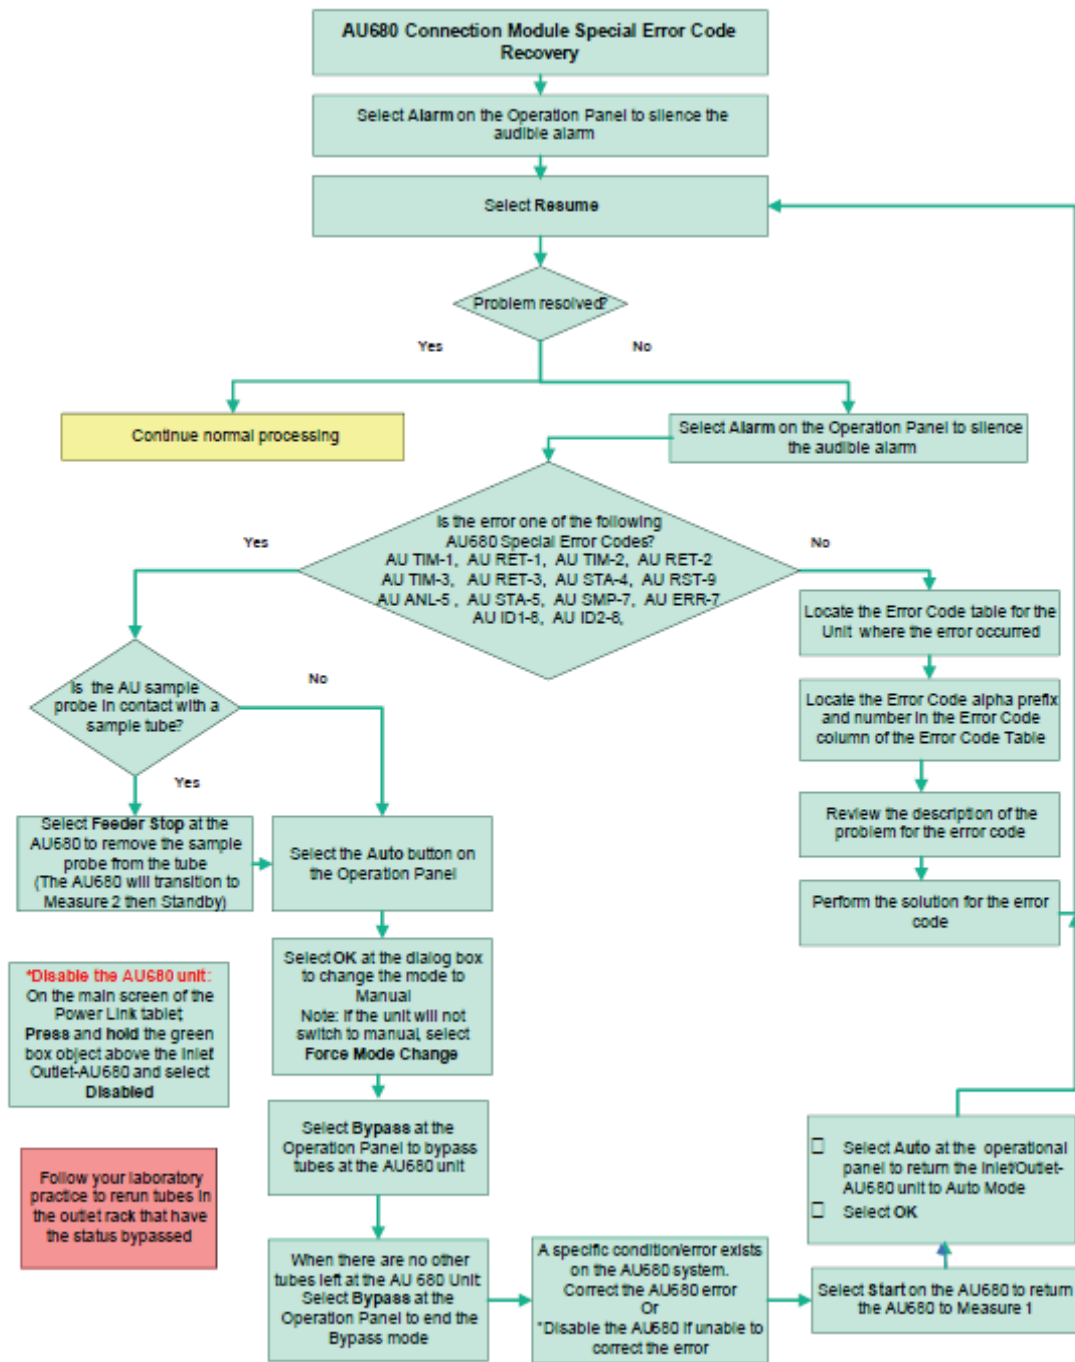 AU680 Connection Module Special Error Code
Recovery
Select Alarm on the Operation Panel to silence the
audible alarm
Select Resume
Problem resolved?
Yes
No
Continue normal processing
Select Alarm on the Operation Panel to silence
the audible alarm
Is the error one of the following
AU680 Special Error Codes?
AU TIM-1, AU RET-1, AU TIM-2, AU RET-2
AU TIM-3, AU RET-3, AU STA-4, AU RST-9
AU ANL-5 , AU STA-5, AU SMP-7, AU ERR-7
AU ID1-8, AU ID2-8,
Yes
No
Locate the Error Code table for the
Unit where the error occurred
Locate the Error Code alpha prefix
and number in the Error Code
column of the Error Code Table
Review the description of the
problem for the error code
Perform the solution for the error
code
Is the AU sample
probe in contact with a
sample tube?
No
Yes
Select Feeder Stop at the
AU680 to remove the sample
probe from the tube
(The AU680 will transition to
Measure 2 then Standby)
Select the Auto button on
the Operation Panel
Select OK at the dialog box
to change the mode to
Manual
Note: If the unit will not
switch to manual, select
Force Mode Change
*Disable the AU680 unit:
On the main screen of the
Power Link tablet,
Press and hold the green
box object above the Inlet
Outlet-AU680 and select
Disabled
Select Bypass at the
Operation Panel to bypass
tubes at the AU680 unit
Follow your laboratory
practice to rerun tubes in
the outlet rack that have
the status bypassed
When there are no other
tubes left at the AU 680 Unit:
Select Bypass at the
Operation Panel to end the
Bypass mode
A specific condition/error exists
on the AU680 system.
Correct the AU680 error
Or
*Disable the AU680 if unable to
correct the error
Select Start on the AU680 to return
the AU680 to Measure 1
☐ Select Auto at the operational
panel to return the Inlet/Outlet-
AU680 unit to Auto Mode
☐ Select OK